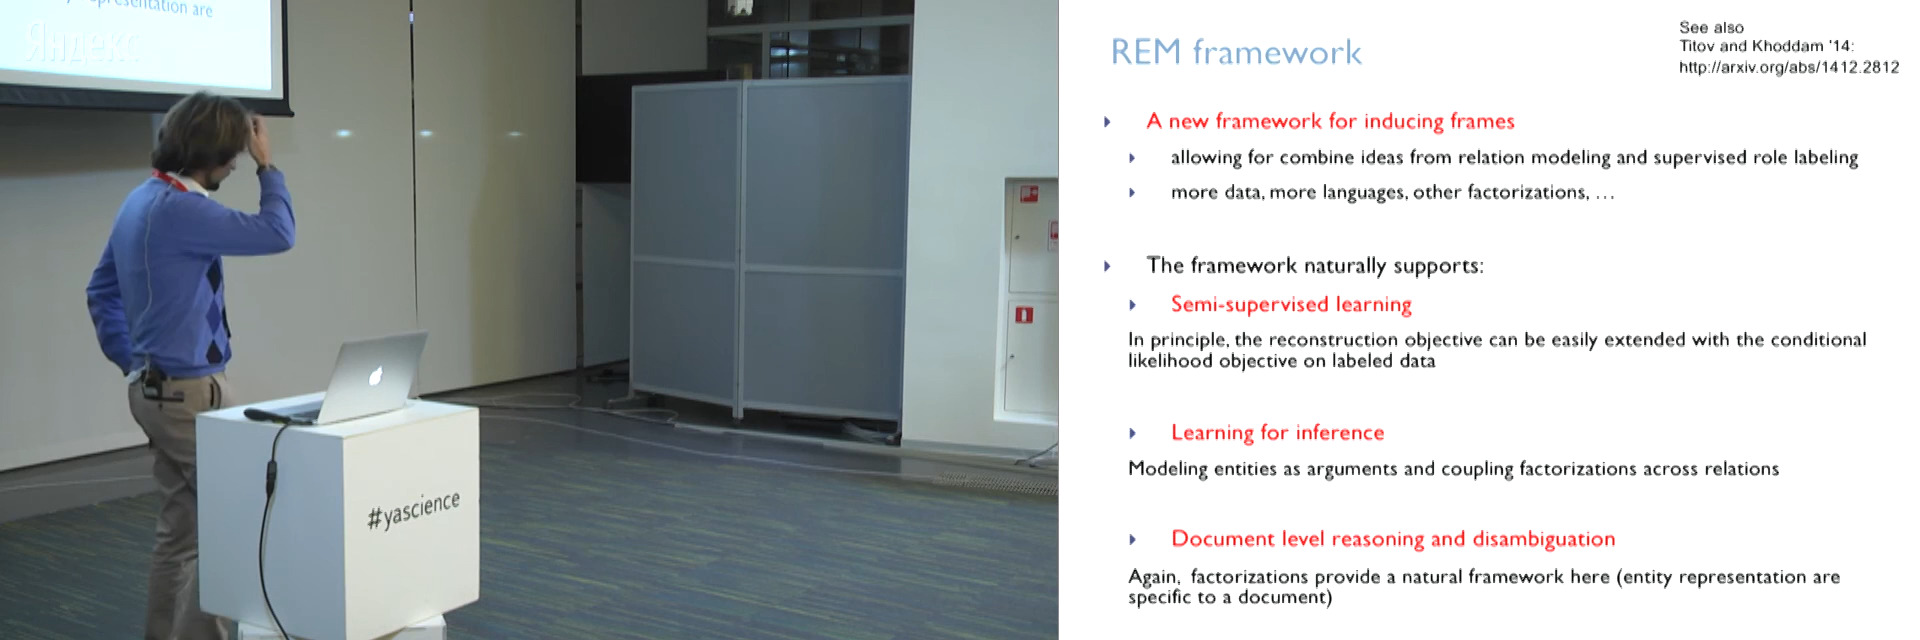 presentation are
Яндекс
#yascience
REM framework
See also
Titov and Khoddam '14:
http://arxiv.org/abs/1412.2812
A new framework for inducing frames
allowing for combine ideas from relation modeling and supervised role labeling
more data, more languages, other factorizations, …
The framework naturally supports:
Semi-supervised learning
In principle, the reconstruction objective can be easily extended with the conditional
likelihood objective on labeled data
Learning for inference
Modeling entities as arguments and coupling factorizations across relations
Document level reasoning and disambiguation
Again, factorizations provide a natural framework here (entity representation are
specific to a document)